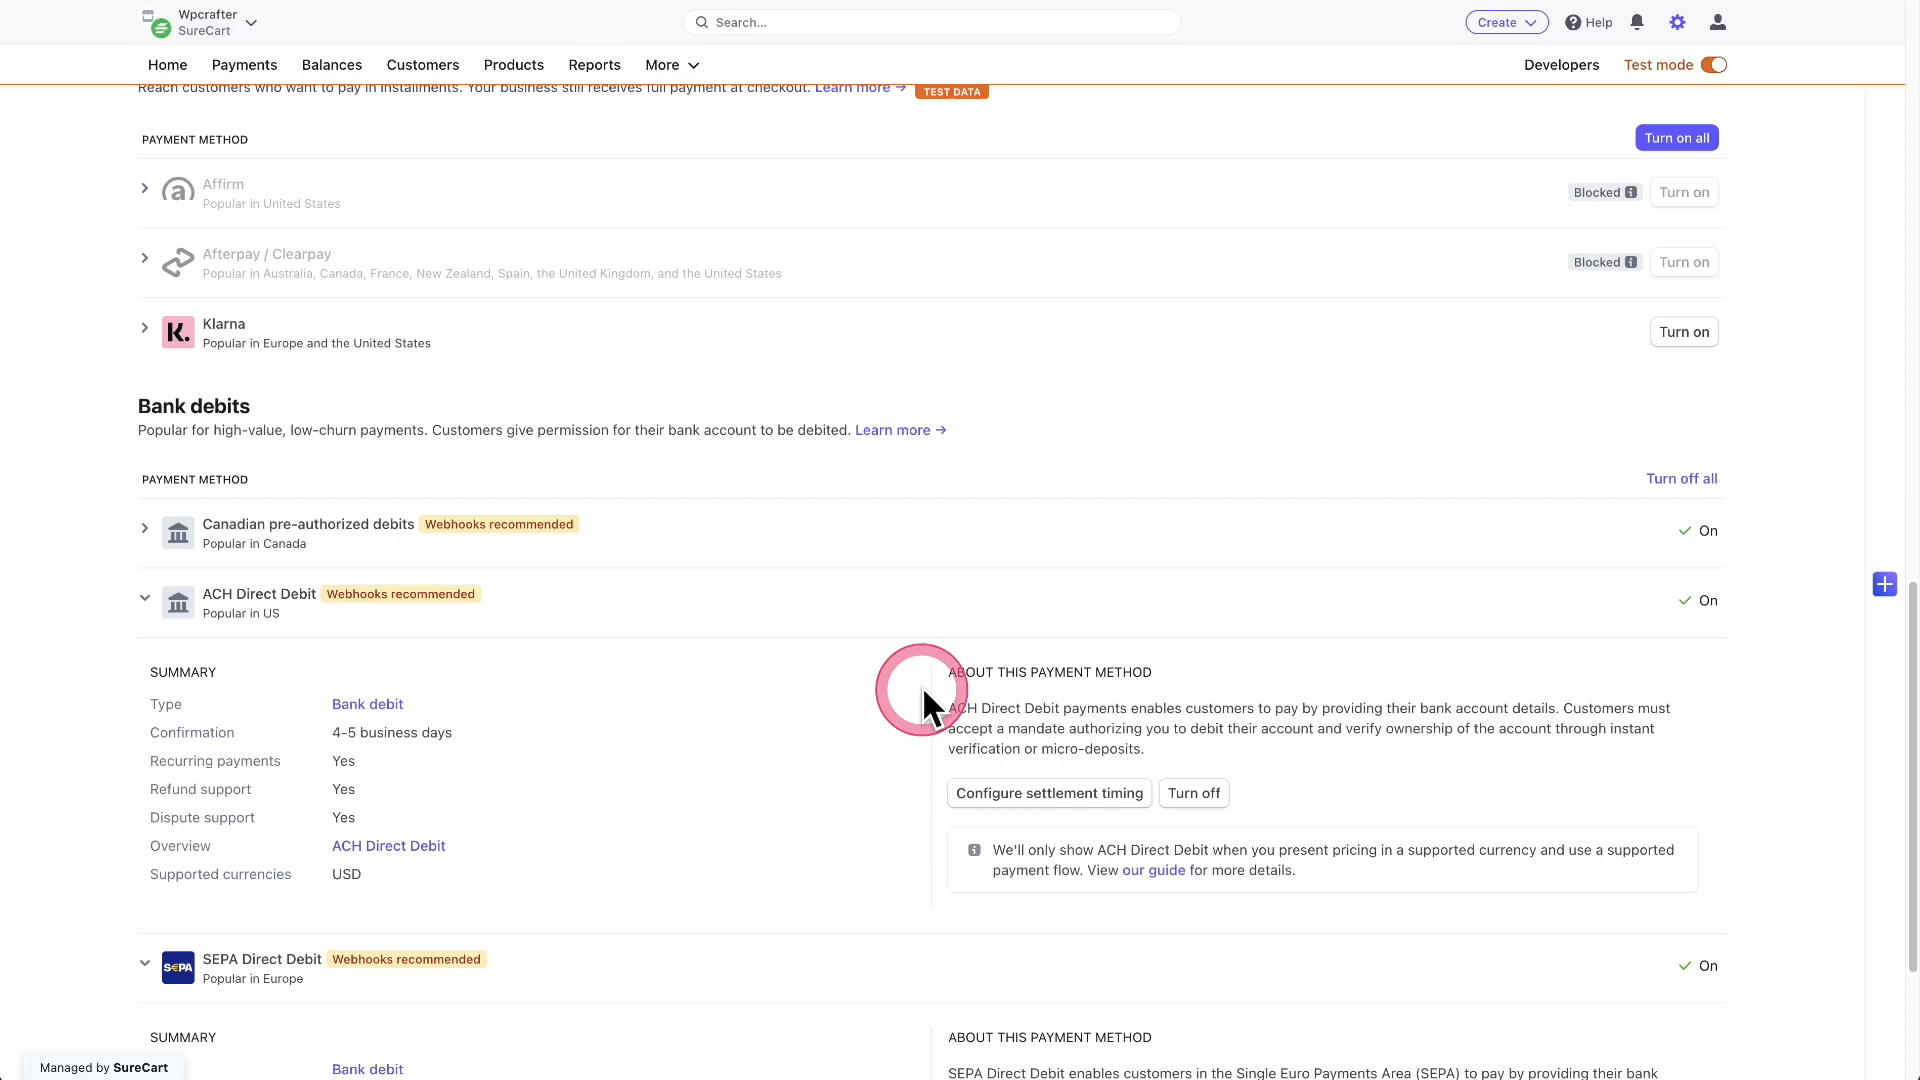 Wpcrafter
SureCart
Search...
Create
Help
Home
Payments
Balances
Customers
Products
Reports
More
Developers
Test mode
Reach customers who want to pay in installments. Your business still receives full payment at checkout. Learn more →
TEST DATA
PAYMENT METHOD
Turn on all
Affirm
Popular in United States
Blocked
Turn on
Afterpay / Clearpay
Popular in Australia, Canada, France, New Zealand, Spain, the United Kingdom, and the United States
Blocked
Turn on
K.
Klarna
Popular in Europe and the United States
Turn on
Bank debits
Popular for high-value, low-churn payments. Customers give permission for their bank account to be debited. Learn more →
PAYMENT METHOD
Turn off all
Canadian pre-authorized debits Webhooks recommended
Popular in Canada
On
ACH Direct Debit Webhooks recommended
Popular in US
On
SUMMARY
Type Bank debit
Confirmation 4-5 business days
Recurring payments Yes
Refund support Yes
Dispute support Yes
Overview ACH Direct Debit
Supported currencies USD
ABOUT THIS PAYMENT METHOD
ACH Direct Debit payments enables customers to pay by providing their bank account details. Customers must
accept a mandate authorizing you to debit their account and verify ownership of the account through instant
verification or micro-deposits.
Configure settlement timing
Turn off
We'll only show ACH Direct Debit when you present pricing in a supported currency and use a supported
payment flow. View our guide for more details.
S€PA
SEPA Direct Debit Webhooks recommended
Popular in Europe
On
SUMMARY
Bank debit
ABOUT THIS PAYMENT METHOD
SEPA Direct Debit enables customers in the Single Euro Payments Area (SEPA) to pay by providing their bank
Managed by SureCart